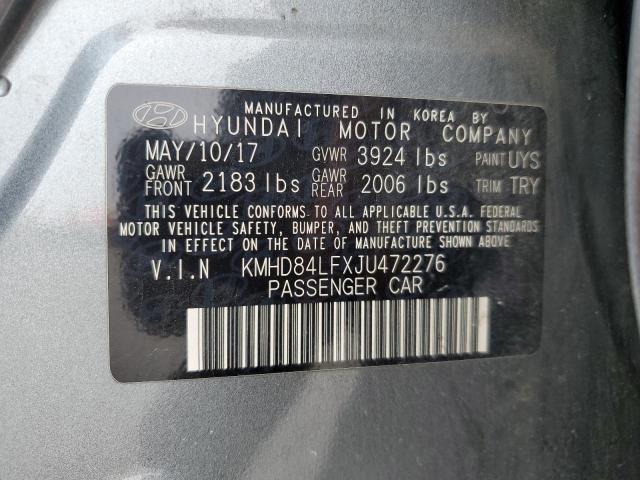 MANUFACTURED IN KOREA BY
HYUNDAI MOTOR COMPANY
MAY/10/17 GVWR 3924 lbs PAINT UYS
GAWR FRONT 2183 lbs GAWR REAR 2006 lbs TRIM TRY
THIS VEHICLE CONFORMS TO ALL APPLICABLE U.S.A. FEDERAL
MOTOR VEHICLE SAFETY, BUMPER, AND THEFT PREVENTION STANDARDS
IN EFFECT ON THE DATE OF MANUFACTURE SHOWN ABOVE.
V.I.N KMHD84LFXJU472276
PASSENGER CAR